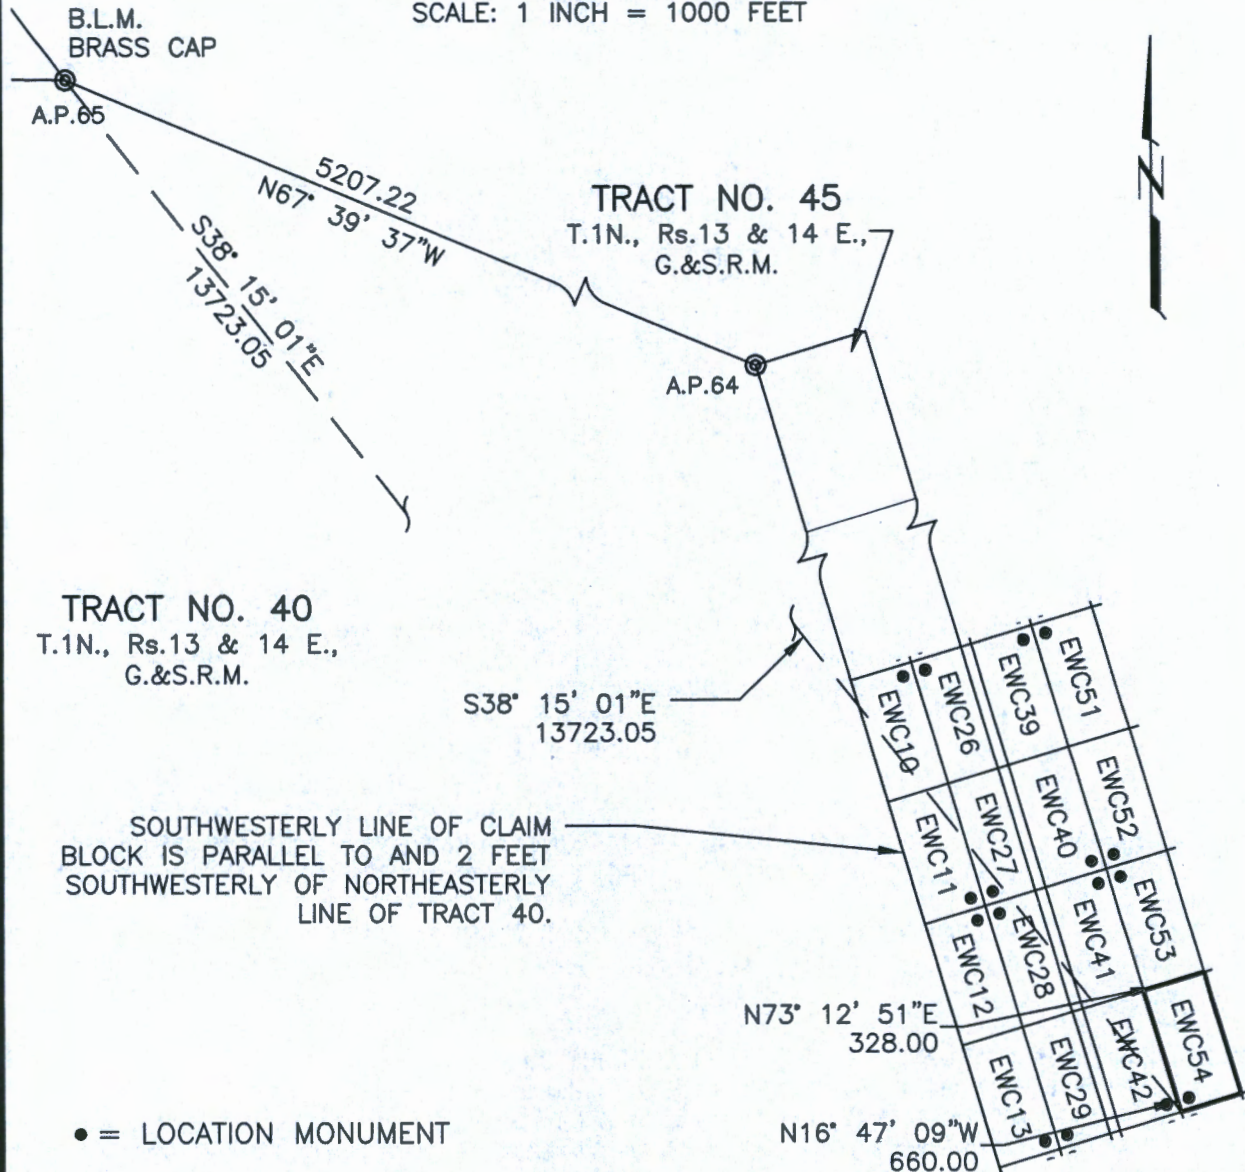 SCALE: 1 INCH = 1000 FEET
B.L.M.
BRASS CAP
A.P.65
5207.22
N67° 39' 37"W
S38° 15' 01"E
13723.05
TRACT NO. 45
T.1N., Rs.13 & 14 E.,
G.&S.R.M.
N
A.P.64
TRACT NO. 40
T.1N., Rs.13 & 14 E.,
G.&S.R.M.
S38° 15' 01"E
13723.05
EWC10
EWC26
EWC39
EWC51
SOUTHWESTERLY LINE OF CLAIM
BLOCK IS PARALLEL TO AND 2 FEET
SOUTHWESTERLY OF NORTHEASTERLY
LINE OF TRACT 40.
EWC11
EWC27
EWC40
EWC52
EWC12
EWC28
EWC41
EWC53
N73° 12' 51"E
328.00
EWC13
EWC29
EWC42
EWC54
● = LOCATION MONUMENT
N16° 47' 09"W
660.00